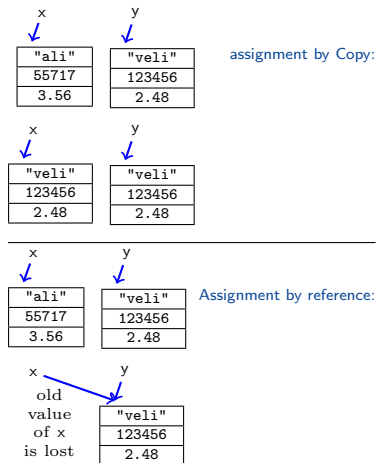 x y
"ali" "veli" assignment by Copy:
55717 123456
3.56 2.48
x y
"veli" "veli"
123456 123456
2.48 2.48
x y
"ali" "veli" Assignment by reference:
55717 123456
3.56 2.48
x y
old
value
of x
is lost
"veli"
123456
2.48